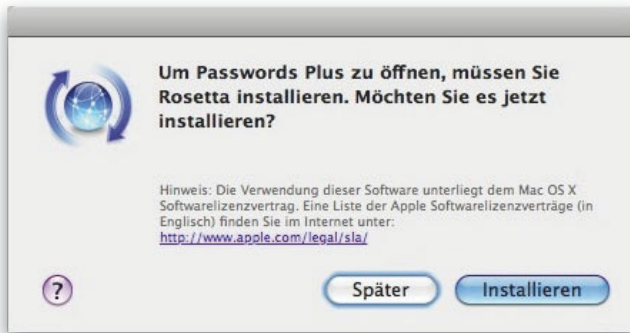 Um Passwords Plus zu öffnen, müssen Sie
Rosetta installieren. Möchten Sie es jetzt
installieren?
Hinweis: Die Verwendung dieser Software unterliegt dem Mac OS X
Softwarelizenzvertrag. Eine Liste der Apple Softwarelizenzverträge (in
Englisch) finden Sie im Internet unter:
http://www.apple.com/legal/sla/
?
Später
Installieren